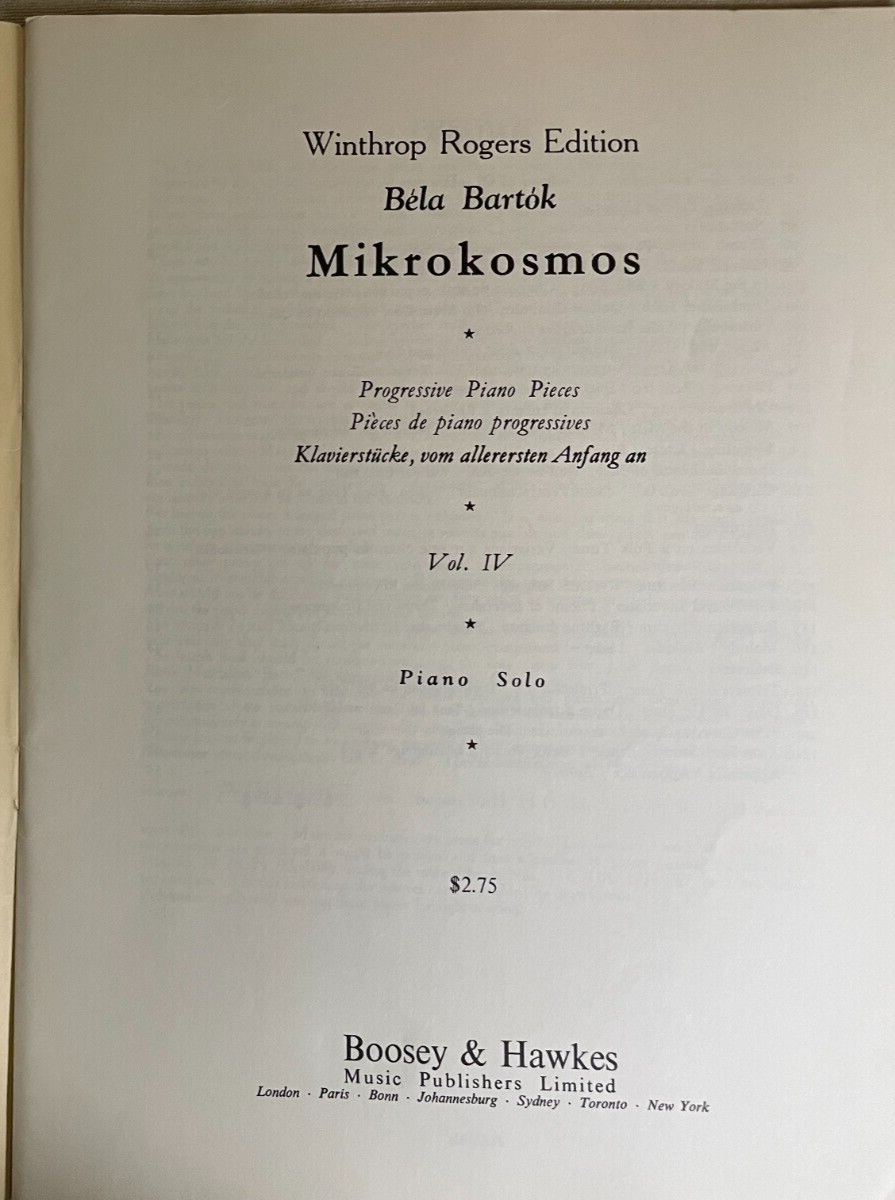 Winthrop Rogers Edition
Béla Bartók
Mikrokosmos
★
Progressive Piano Pieces
Pièces de piano progressives
Klavierstücke, vom allerersten Anfang an
★
Vol. IV
★
Piano Solo
★
$2.75
Boosey & Hawkes
Music Publishers Limited
London · Paris · Bonn · Johannesburg · Sydney · Toronto · New York